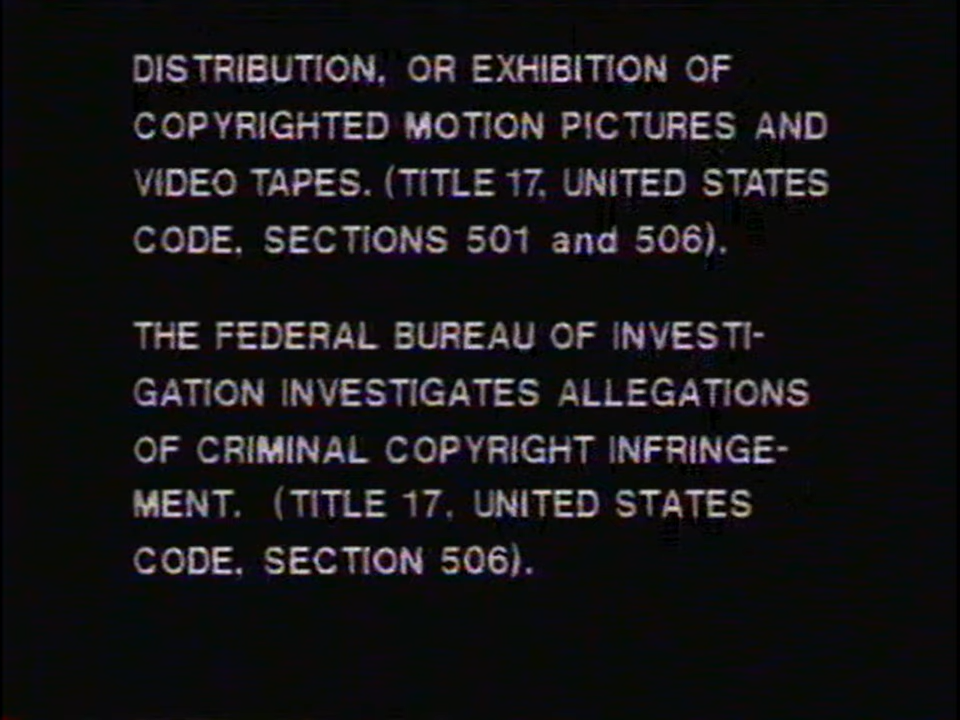 DISTRIBUTION, OR EXHIBITION OF
COPYRIGHTED MOTION PICTURES AND
VIDEO TAPES. (TITLE 17, UNITED STATES
CODE, SECTIONS 501 and 506).
THE FEDERAL BUREAU OF INVESTI-
GATION INVESTIGATES ALLEGATIONS
OF CRIMINAL COPYRIGHT INFRINGE-
MENT. (TITLE 17, UNITED STATES
CODE, SECTION 506).